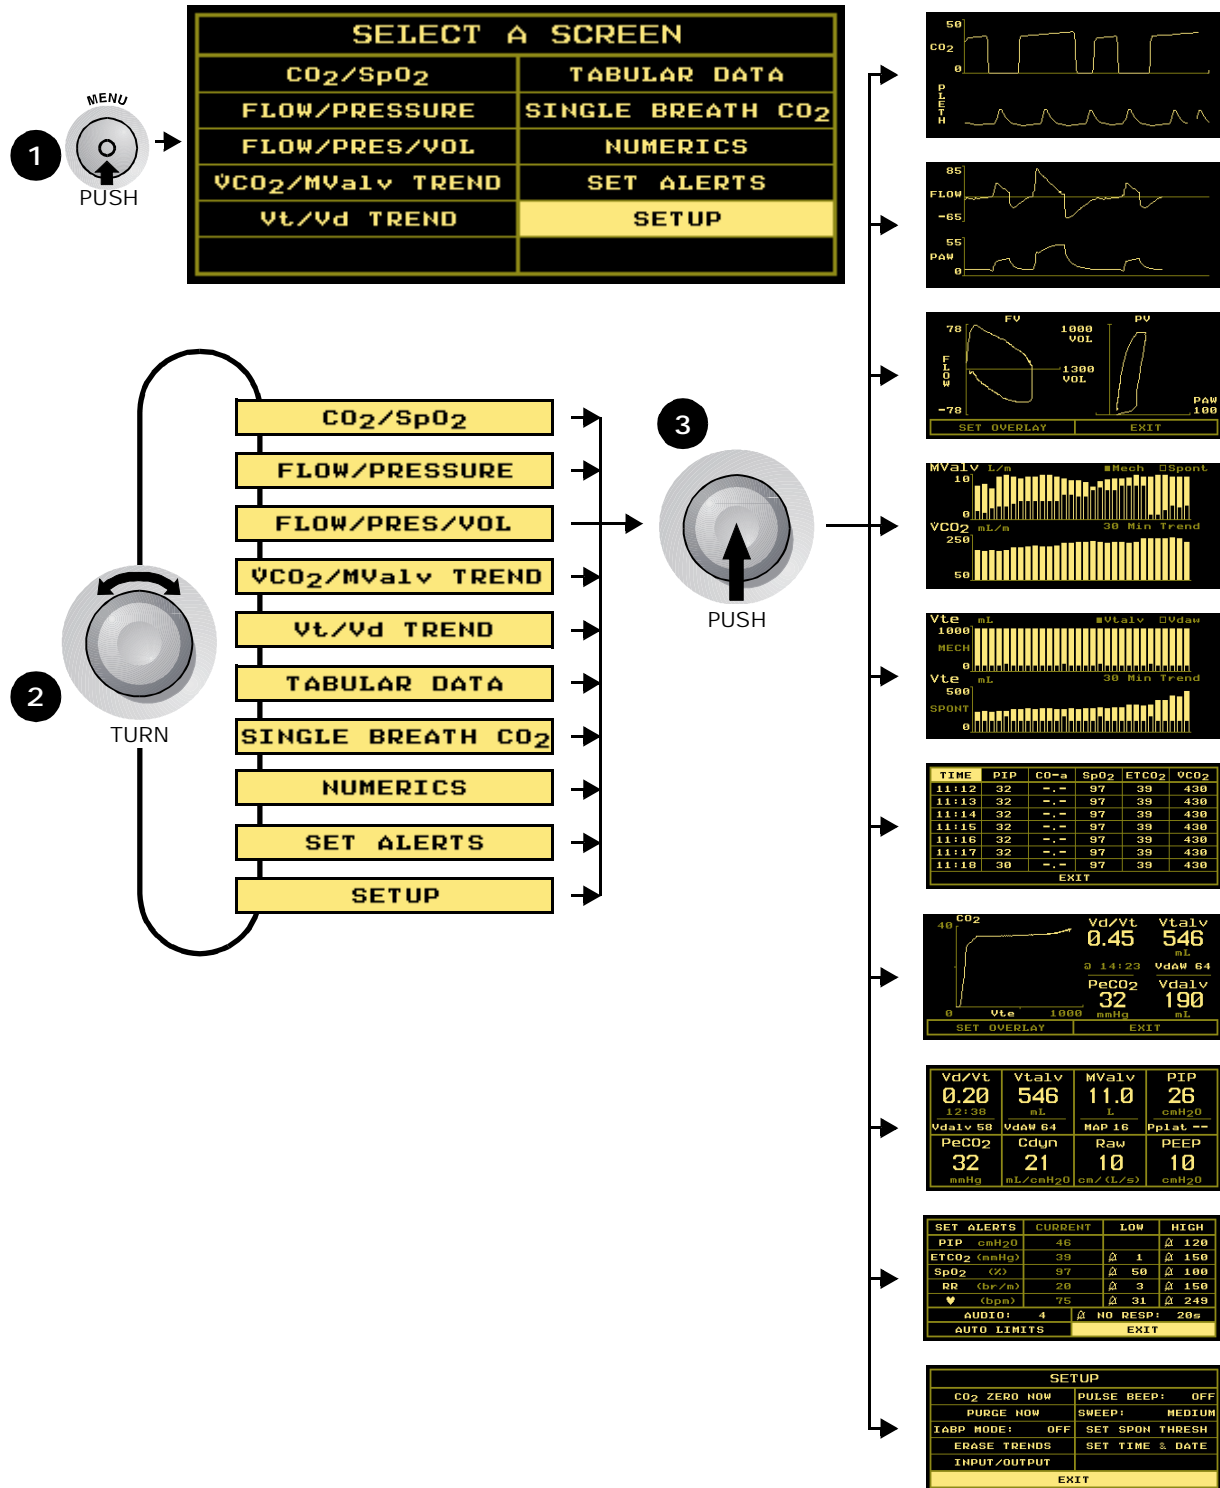 SELECT A SCREEN
CO2/SpO2 TABULAR DATA
FLOW/PRESSURE SINGLE BREATH CO2
FLOW/PRES/VOL NUMERICS
V̇CO2/MValv TREND SET ALERTS
Vt/Vd TREND SETUP
1
MENU
PUSH
CO2/SpO2
FLOW/PRESSURE
FLOW/PRES/VOL
V̇CO2/MValv TREND
Vt/Vd TREND
TABULAR DATA
SINGLE BREATH CO2
NUMERICS
SET ALERTS
SETUP
2
TURN
3
PUSH
50
CO2
0
PLETH
85
FLOW
-65
55
PAW
0
FV PV
78 1000
VOL
FLOW
1300
VOL
-78
PAW
100
SET OVERLAY EXIT
MValv L/m ■Mech □Spont
10
0
V̇CO2 mL/m 30 Min Trend
250
50
Vte mL ■Vtalv □Vdaw
1000
MECH
0
Vte mL 30 Min Trend
500
SPONT
0
TIME PIP CO-a SpO2 ETCO2 V̇CO2
11:12 32 -.- 97 39 430
11:13 32 -.- 97 39 430
11:14 32 -.- 97 39 430
11:15 32 -.- 97 39 430
11:16 32 -.- 97 39 430
11:17 32 -.- 97 39 430
11:18 30 -.- 97 39 430
EXIT
CO2 Vd/Vt Vtalv
40 0.45 546
mL
@ 14:23 VdAW 64
PeCO2 Vdalv
32 190
0 Vte 1000 mmHg mL
SET OVERLAY EXIT
Vd/Vt Vtalv MValv PIP
0.20 546 11.0 26
12:38 mL L cmH2O
Vdalv 58 VdAW 64 MAP 16 Pplat --
PeCO2 Cdyn Raw PEEP
32 21 10 10
mmHg mL/cmH2O cm/(L/s) cmH2O
SET ALERTS CURRENT LOW HIGH
PIP cmH2O 46 120
ETCO2 (mmHg) 39 1 150
SpO2 (%) 97 50 100
RR (br/m) 20 3 150
♥ (bpm) 75 31 249
AUDIO: 4 NO RESP: 20s
AUTO LIMITS EXIT
SETUP
CO2 ZERO NOW PULSE BEEP: OFF
PURGE NOW SWEEP: MEDIUM
IABP MODE: OFF SET SPON THRESH
ERASE TRENDS SET TIME & DATE
INPUT/OUTPUT
EXIT